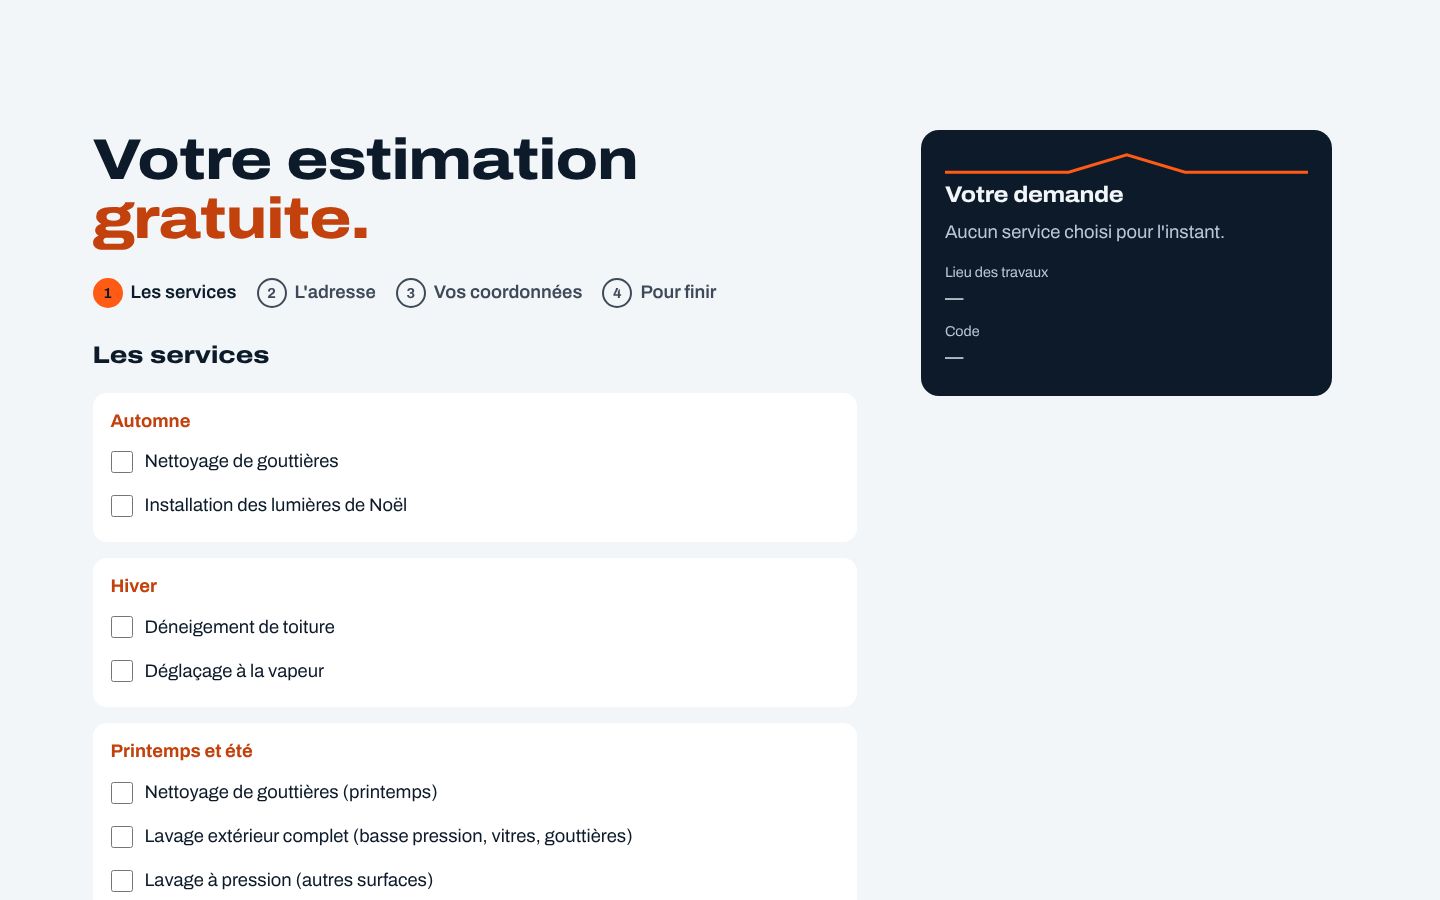 Votre estimation
gratuite.
1 Les services 2 L'adresse 3 Vos coordonnées 4 Pour finir
Les services
Automne
Nettoyage de gouttières
Installation des lumières de Noël
Hiver
Déneigement de toiture
Déglaçage à la vapeur
Printemps et été
Nettoyage de gouttières (printemps)
Lavage extérieur complet (basse pression, vitres, gouttières)
Lavage à pression (autres surfaces)
Votre demande
Aucun service choisi pour l'instant.
Lieu des travaux
—
Code
—